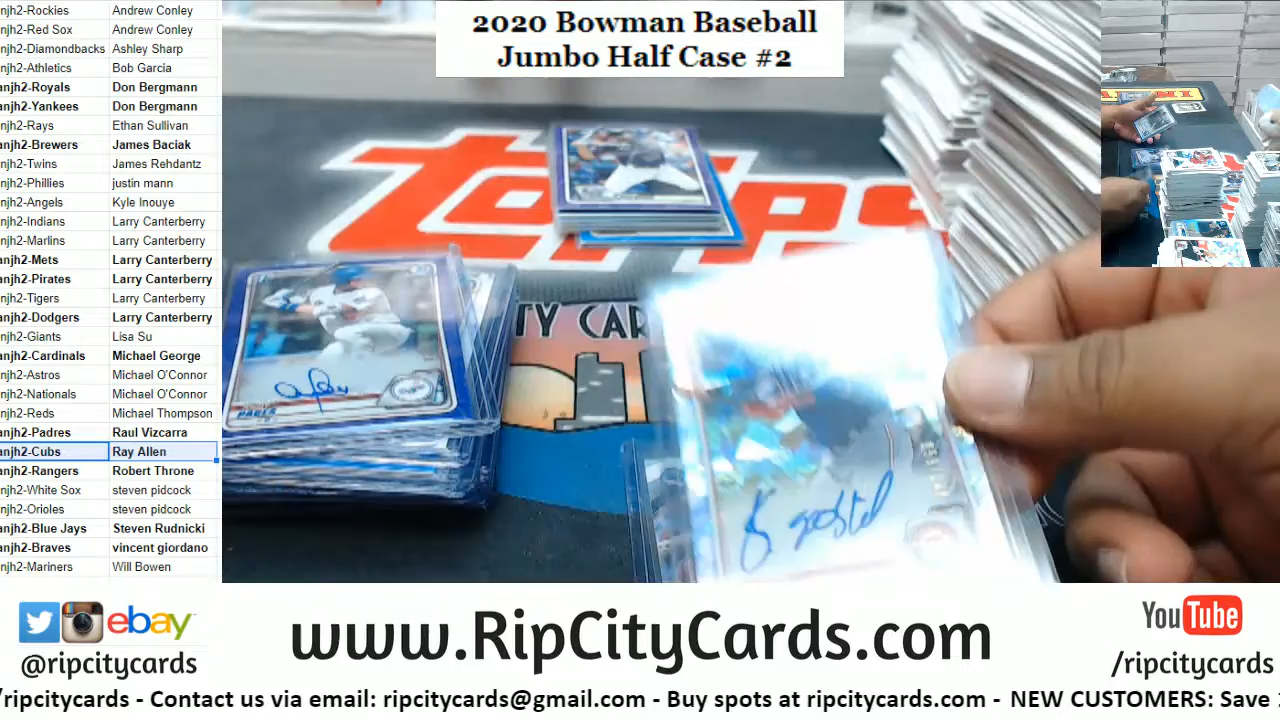 2020 Bowman Baseball
Jumbo Half Case #2
njh2-Rockies Andrew Conley
njh2-Red Sox Andrew Conley
njh2-Diamondbacks Ashley Sharp
njh2-Athletics Bob Garcia
anjh2-Royals Don Bergmann
anjh2-Yankees Don Bergmann
njh2-Rays Ethan Sullivan
anjh2-Brewers James Baciak
njh2-Twins James Rehdantz
njh2-Phillies justin mann
njh2-Angels Kyle Inouye
njh2-Indians Larry Canterberry
njh2-Marlins Larry Canterberry
anjh2-Mets Larry Canterberry
anjh2-Pirates Larry Canterberry
njh2-Tigers Larry Canterberry
anjh2-Dodgers Larry Canterberry
njh2-Giants Lisa Su
anjh2-Cardinals Michael George
njh2-Astros Michael O'Connor
njh2-Nationals Michael O'Connor
njh2-Reds Michael Thompson
anjh2-Padres Raul Vizcarra
anjh2-Cubs Ray Allen
anjh2-Rangers Robert Throne
njh2-White Sox steven pidcock
njh2-Orioles steven pidcock
anjh2-Blue Jays Steven Rudnicki
anjh2-Braves vincent giordano
njh2-Mariners Will Bowen
Topps
TY CAR
ebay
@ripcitycards
www.RipCityCards.com
YouTube
/ripcitycards
/ripcitycards - Contact us via email: ripcitycards@gmail.com - Buy spots at ripcitycards.com - NEW CUSTOMERS: Save